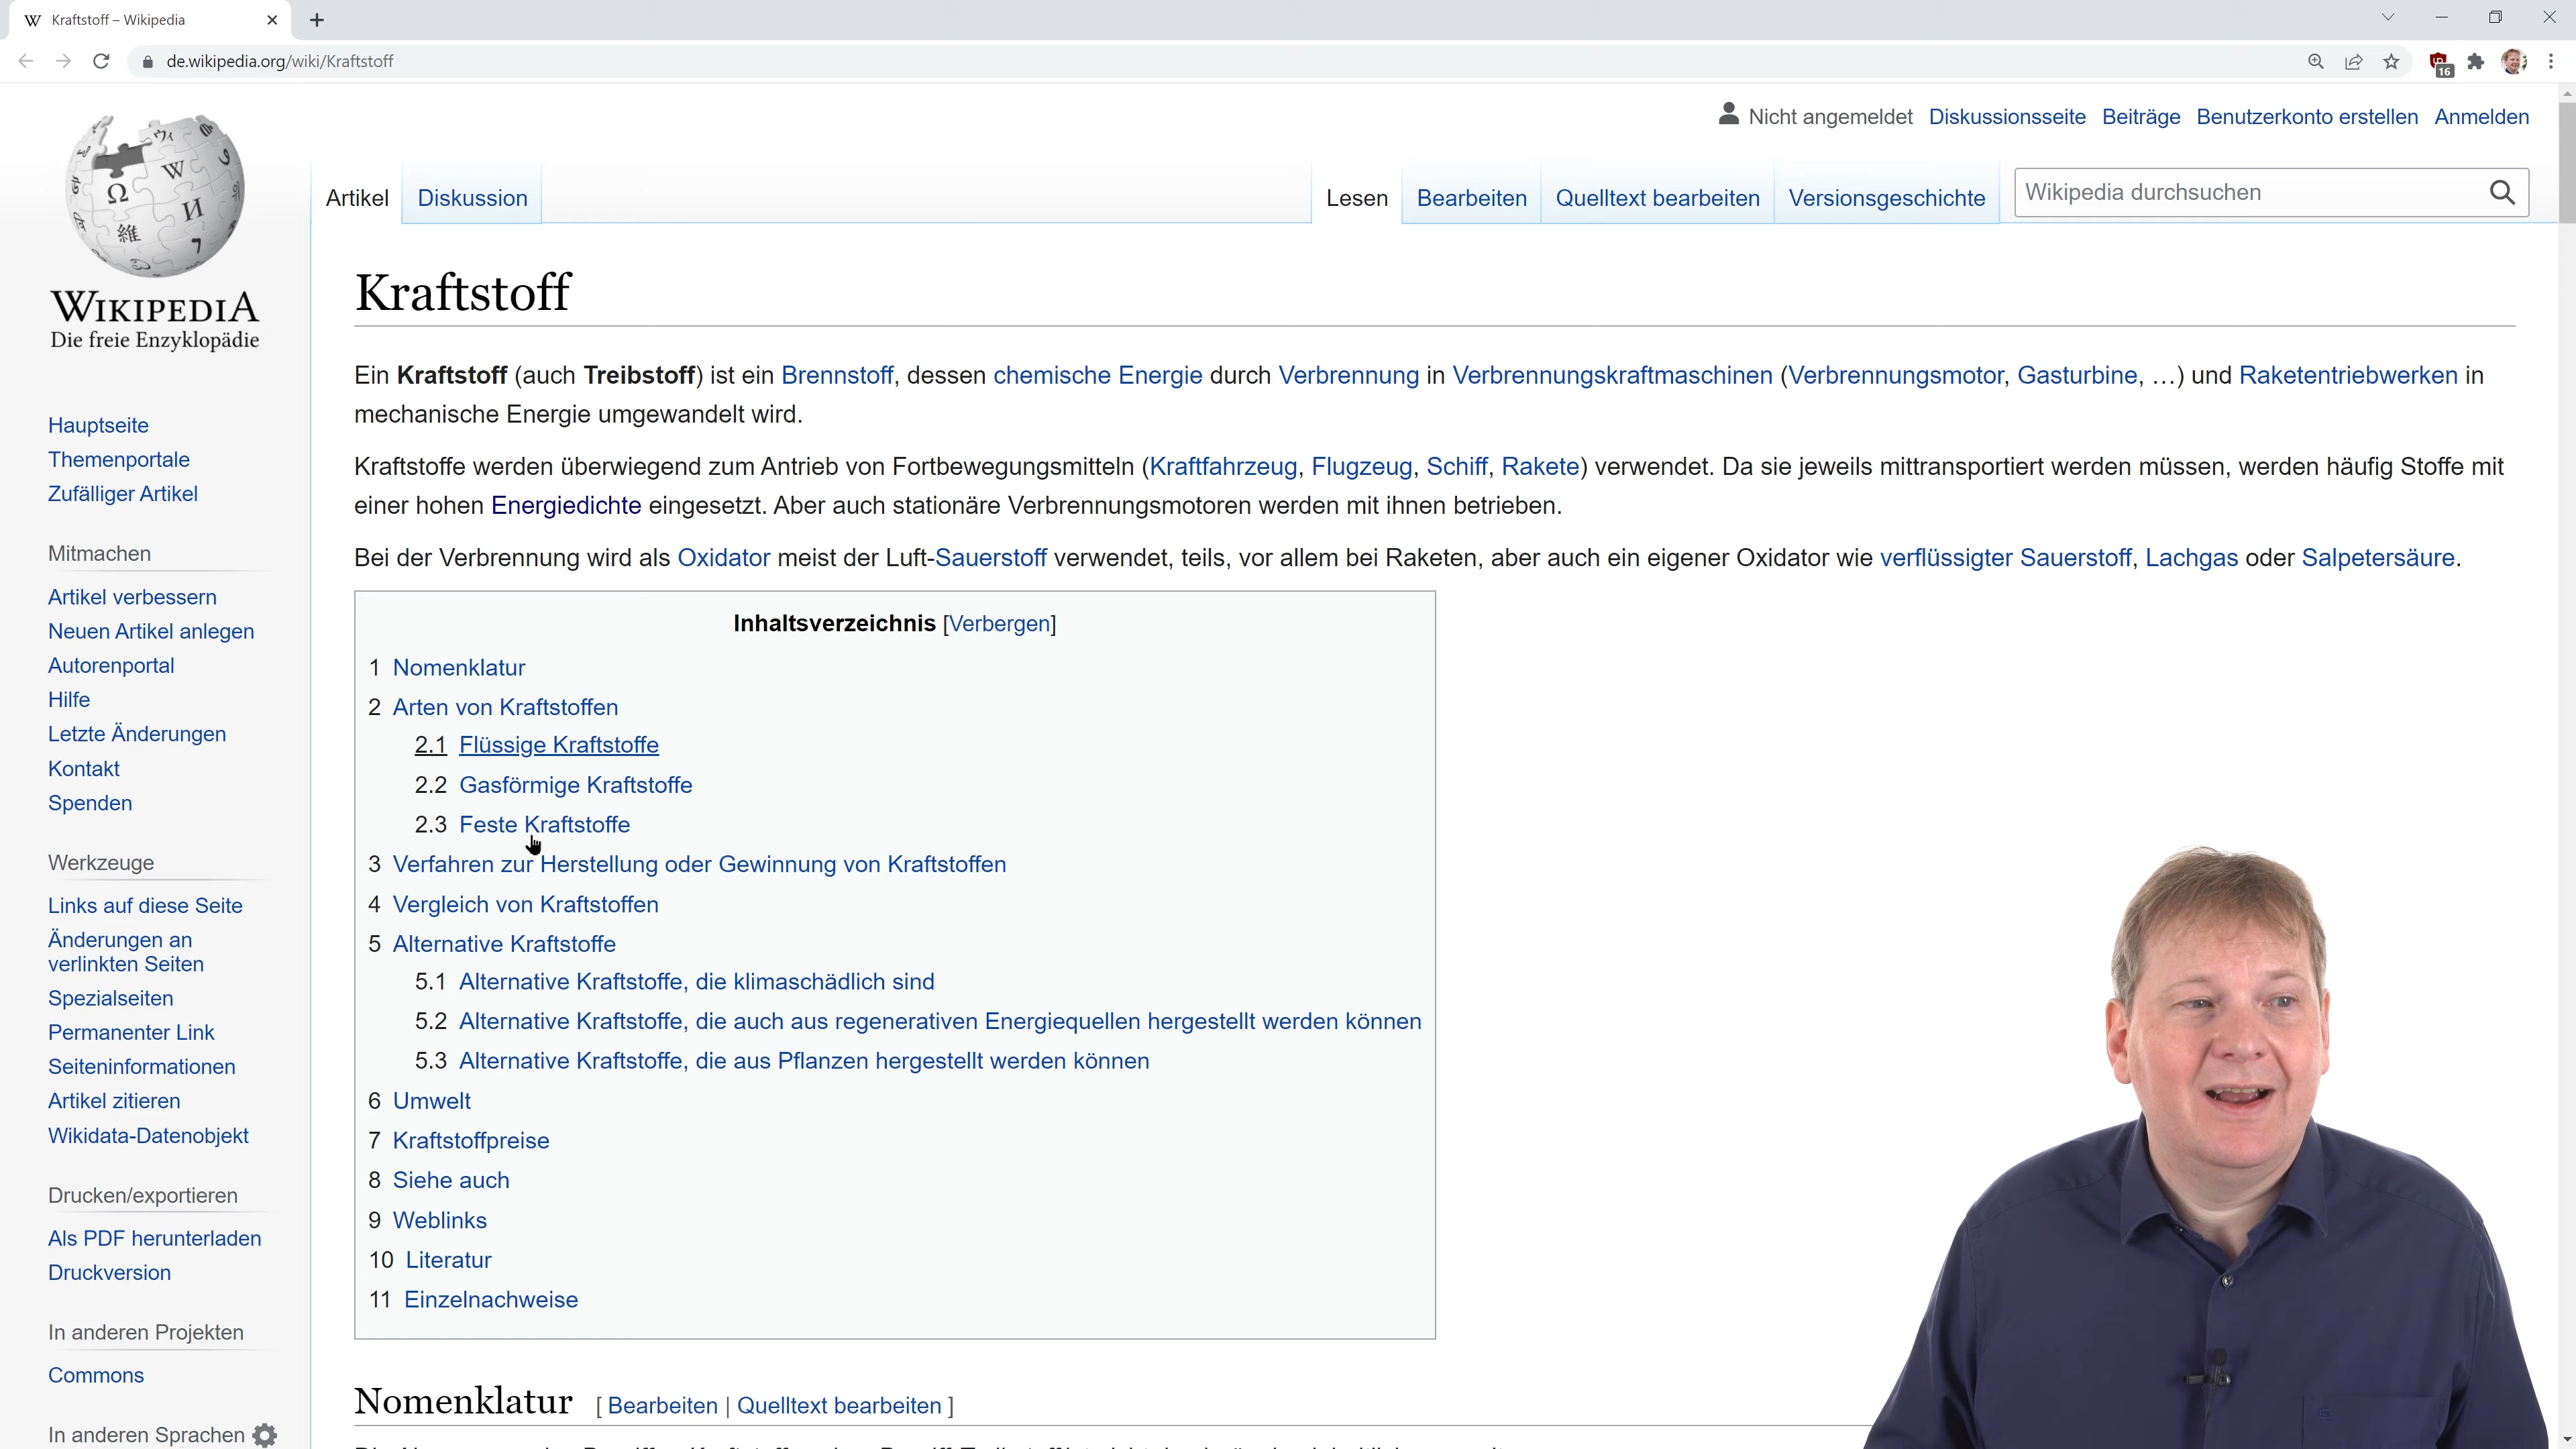 Kraftstoff – Wikipedia
de.wikipedia.org/wiki/Kraftstoff
16
Nicht angemeldet Diskussionsseite Beiträge Benutzerkonto erstellen Anmelden
Artikel Diskussion Lesen Bearbeiten Quelltext bearbeiten Versionsgeschichte Wikipedia durchsuchen
WIKIPEDIA
Die freie Enzyklopädie
Hauptseite
Themenportale
Zufälliger Artikel
Mitmachen
Artikel verbessern
Neuen Artikel anlegen
Autorenportal
Hilfe
Letzte Änderungen
Kontakt
Spenden
Werkzeuge
Links auf diese Seite
Änderungen an
verlinkten Seiten
Spezialseiten
Permanenter Link
Seiteninformationen
Artikel zitieren
Wikidata-Datenobjekt
Drucken/exportieren
Als PDF herunterladen
Druckversion
In anderen Projekten
Commons
In anderen Sprachen
Kraftstoff
Ein Kraftstoff (auch Treibstoff) ist ein Brennstoff, dessen chemische Energie durch Verbrennung in Verbrennungskraftmaschinen (Verbrennungsmotor, Gasturbine, …) und Raketentriebwerken in
mechanische Energie umgewandelt wird.
Kraftstoffe werden überwiegend zum Antrieb von Fortbewegungsmitteln (Kraftfahrzeug, Flugzeug, Schiff, Rakete) verwendet. Da sie jeweils mittransportiert werden müssen, werden häufig Stoffe mit
einer hohen Energiedichte eingesetzt. Aber auch stationäre Verbrennungsmotoren werden mit ihnen betrieben.
Bei der Verbrennung wird als Oxidator meist der Luft-Sauerstoff verwendet, teils, vor allem bei Raketen, aber auch ein eigener Oxidator wie verflüssigter Sauerstoff, Lachgas oder Salpetersäure.
Inhaltsverzeichnis [Verbergen]
1 Nomenklatur
2 Arten von Kraftstoffen
2.1 Flüssige Kraftstoffe
2.2 Gasförmige Kraftstoffe
2.3 Feste Kraftstoffe
3 Verfahren zur Herstellung oder Gewinnung von Kraftstoffen
4 Vergleich von Kraftstoffen
5 Alternative Kraftstoffe
5.1 Alternative Kraftstoffe, die klimaschädlich sind
5.2 Alternative Kraftstoffe, die auch aus regenerativen Energiequellen hergestellt werden können
5.3 Alternative Kraftstoffe, die aus Pflanzen hergestellt werden können
6 Umwelt
7 Kraftstoffpreise
8 Siehe auch
9 Weblinks
10 Literatur
11 Einzelnachweise
Nomenklatur [ Bearbeiten | Quelltext bearbeiten ]